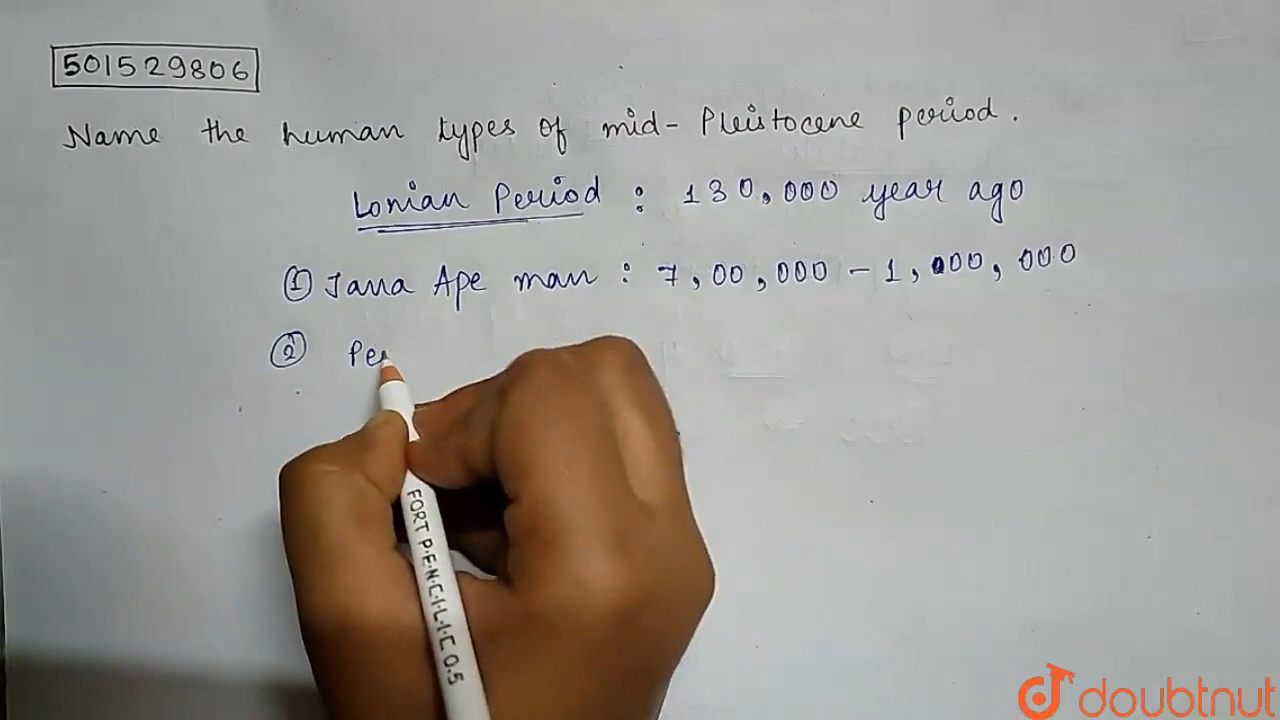 501529806
Name the human types of mid-Pleistocene period.
Lonian Period : 130,000 year ago
① Java Ape man : 7,00,000 - 1,000,000
② Pe
FORT P·E·N·C·I·L·I·C 0.5
doubtnut